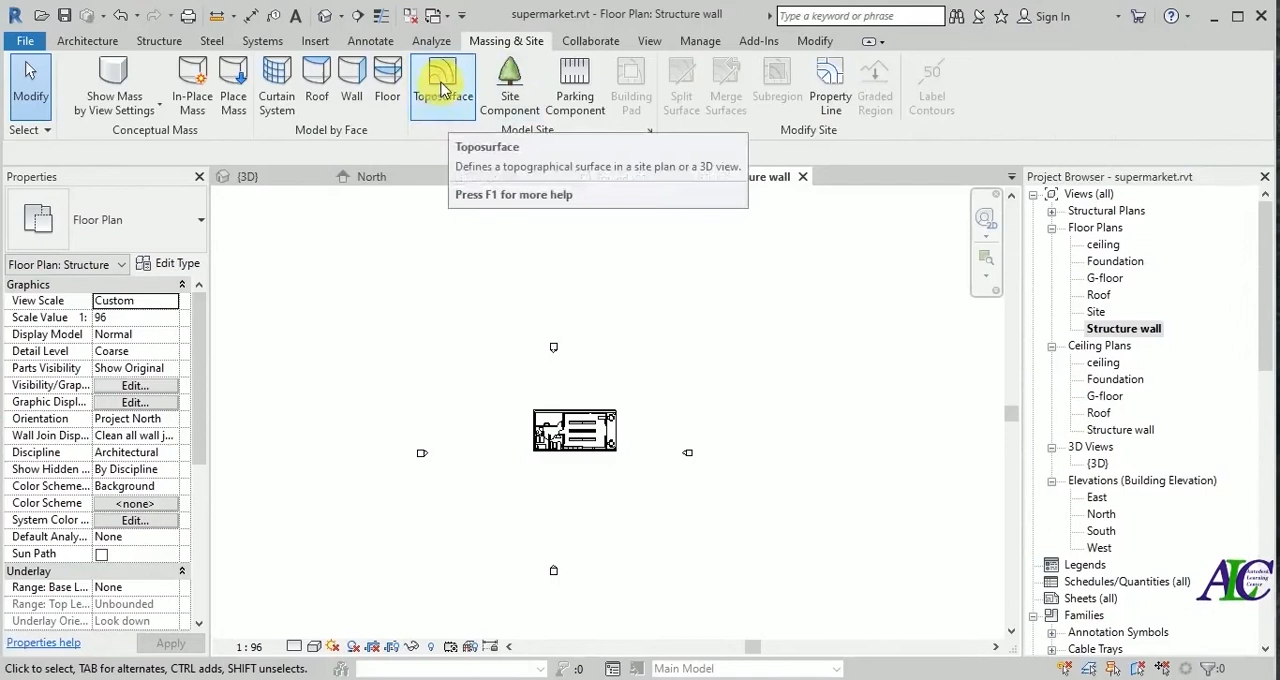 supermarket.rvt - Floor Plan: Structure wall
Type a keyword or phrase
Sign In
File
Architecture
Structure
Steel
Systems
Insert
Annotate
Analyze
Massing & Site
Collaborate
View
Manage
Add-Ins
Modify
Modify
Show Mass
by View Settings
In-Place
Mass
Place
Mass
Curtain
System
Roof
Wall
Floor
Toposurface
Site
Component
Parking
Component
Building
Pad
Split
Surface
Merge
Surfaces
Subregion
Property
Line
Graded
Region
50
Label
Contours
Select
Conceptual Mass
Model by Face
Model Site
Modify Site
Toposurface
Defines a topographical surface in a site plan or a 3D view.
Press F1 for more help
Properties
{3D}
North
ure wall
Project Browser - supermarket.rvt
Floor Plan
Floor Plan: Structure
Edit Type
Graphics
View Scale Custom
Scale Value 1: 96
Display Model Normal
Detail Level Coarse
Parts Visibility Show Original
Visibility/Grap... Edit...
Graphic Displ... Edit...
Orientation Project North
Wall Join Disp... Clean all wall j...
Discipline Architectural
Show Hidden ... By Discipline
Color Scheme... Background
Color Scheme <none>
System Color ... Edit...
Default Analy... None
Sun Path
Underlay
Range: Base L... None
Range: Top Le... Unbounded
Underlay Orie... Look down
Properties help
Apply
2D
Views (all)
Structural Plans
Floor Plans
ceiling
Foundation
G-floor
Roof
Site
Structure wall
Ceiling Plans
ceiling
Foundation
G-floor
Roof
Structure wall
3D Views
{3D}
Elevations (Building Elevation)
East
North
South
West
Legends
Schedules/Quantities (all)
Sheets (all)
Families
Annotation Symbols
Cable Trays
ALC
1 : 96
Click to select, TAB for alternates, CTRL adds, SHIFT unselects.
:0
Main Model
:0